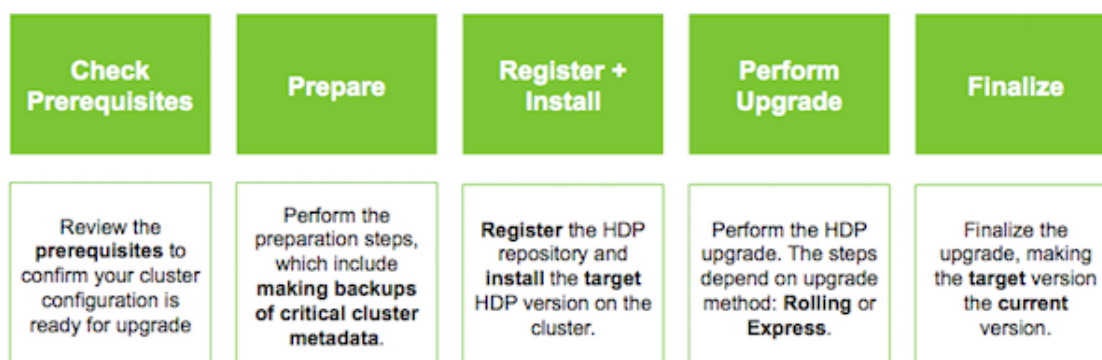 Check
Prerequisites
Prepare
Register +
Install
Perform
Upgrade
Finalize
Review the
prerequisites to
confirm your cluster
configuration is
ready for upgrade
Perform the
preparation steps,
which include
making backups
of critical cluster
metadata.
Register the HDP
repository and
install the target
HDP version on the
cluster.
Perform the HDP
upgrade. The steps
depend on upgrade
method: Rolling or
Express.
Finalize the
upgrade, making
the target version
the current
version.